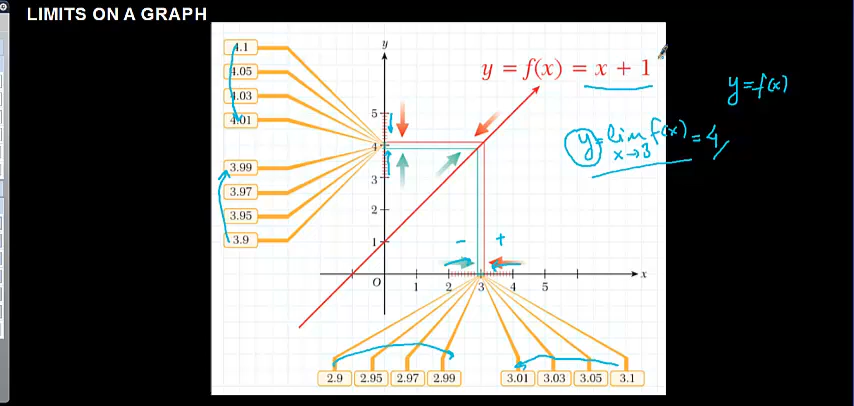 LIMITS ON A GRAPH
4.1
4.05
4.03
4.01
3.99
3.97
3.95
3.9
y
y = f(x) = x + 1
y = f(x)
y = lim f(x) = 4
x→3
5
4
3
2
1
- +
O 1 2 3 4 5 x
2.9 2.95 2.97 2.99 3.01 3.03 3.05 3.1